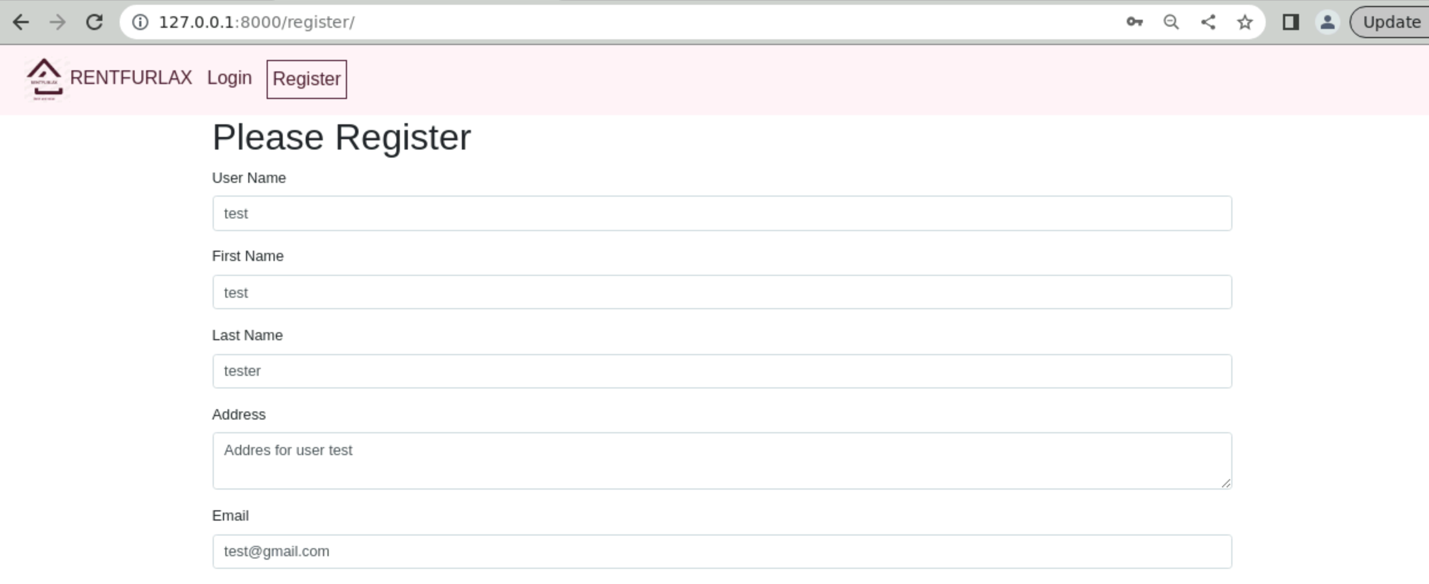 127.0.0.1:8000/register/
Update
RENTFURLAX Login Register
Please Register
User Name
test
First Name
test
Last Name
tester
Address
Addres for user test
Email
test@gmail.com